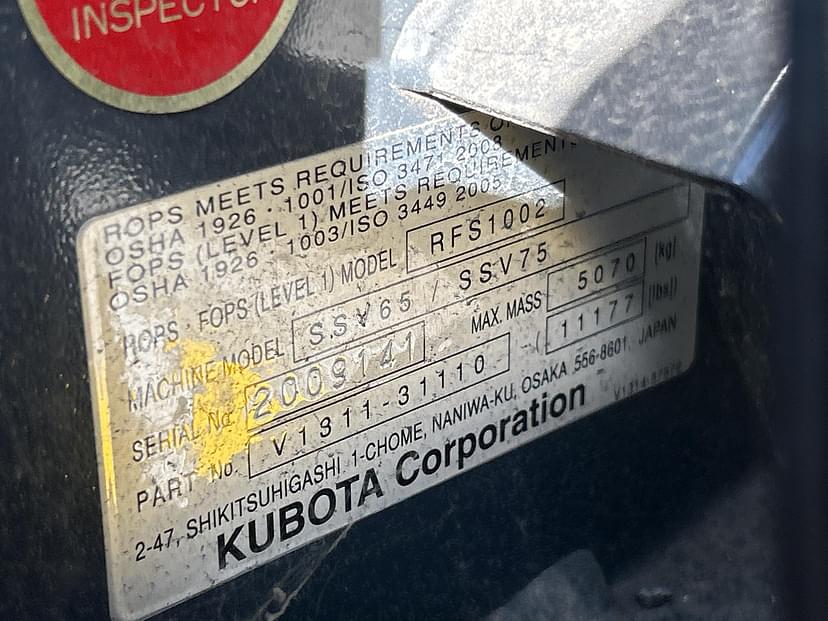 INSPECTO
ROPS MEETS REQUIREMENTS O
OSHA 1926 · 1001/ISO 3471 2008
FOPS (LEVEL 1) MEETS REQUIREMENT
OSHA 1926 · 1003/ISO 3449 2005
ROPS · FOPS (LEVEL 1) MODEL RFS1002
MACHINE MODEL SSV65 / SSV75
SERIAL No. 2009141 MAX. MASS 5070 (kg)
PART No. V1311-31110 ( 11177 (lbs))
2-47, SHIKITSUHIGASHI 1-CHOME, NANIWA-KU, OSAKA 556-8601, JAPAN
KUBOTA Corporation